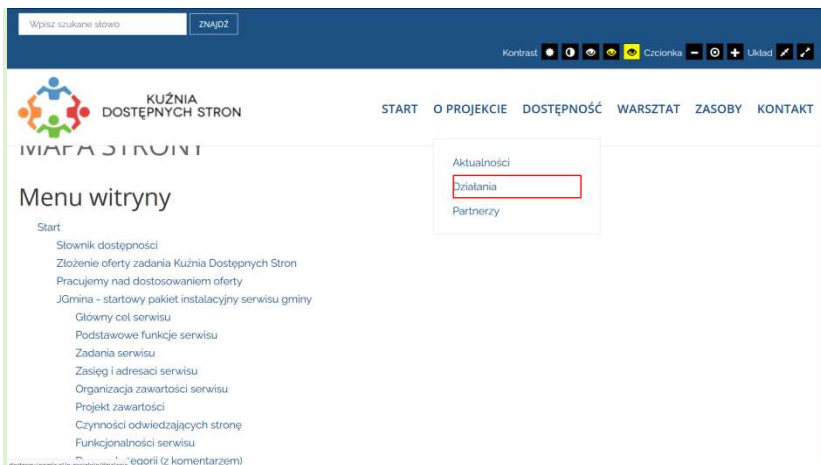 Wpisz szukane słowo
ZNAJDŹ
Kontrast Czcionka Układ
KUŹNIA
DOSTĘPNYCH STRON
START O PROJEKCIE DOSTĘPNOŚĆ WARSZTAT ZASOBY KONTAKT
MAPA STRONY
Aktualności
Działania
Partnerzy
Menu witryny
Start
Słownik dostępności
Złożenie oferty zadania Kuźnia Dostępnych Stron
Pracujemy nad dostosowaniem oferty
JGmina - startowy pakiet instalacyjny serwisu gminy
Główny cel serwisu
Podstawowe funkcje serwisu
Zadania serwisu
Zasięg i adresaci serwisu
Organizacja zawartości serwisu
Projekt zawartości
Czynności odwiedzających stronę
Funkcjonalności serwisu
(z komentarzem)